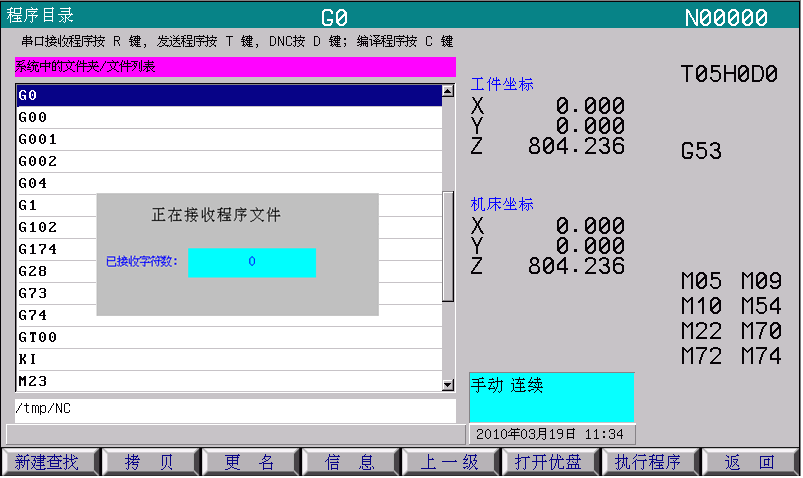 程序目录 G0 N00000
串口接收程序按 R 键, 发送程序按 T 键, DNC按 D 键; 编译程序按 C 键
系统中的文件夹/文件列表
G0
G00
G001
G002
G04
G1
G102
G174
G28
G73
G74
GT00
KI
M23
正在接收程序文件
已接收字符数: 0
/tmp/NC
工件坐标
X 0.000
Y 0.000
Z 804.236
机床坐标
X 0.000
Y 0.000
Z 804.236
T05H0D0
G53
M05 M09
M10 M54
M22 M70
M72 M74
手动 连续
2010年03月19日 11:34
新建查找 拷 贝 更 名 信 息 上一级 打开优盘 执行程序 返 回